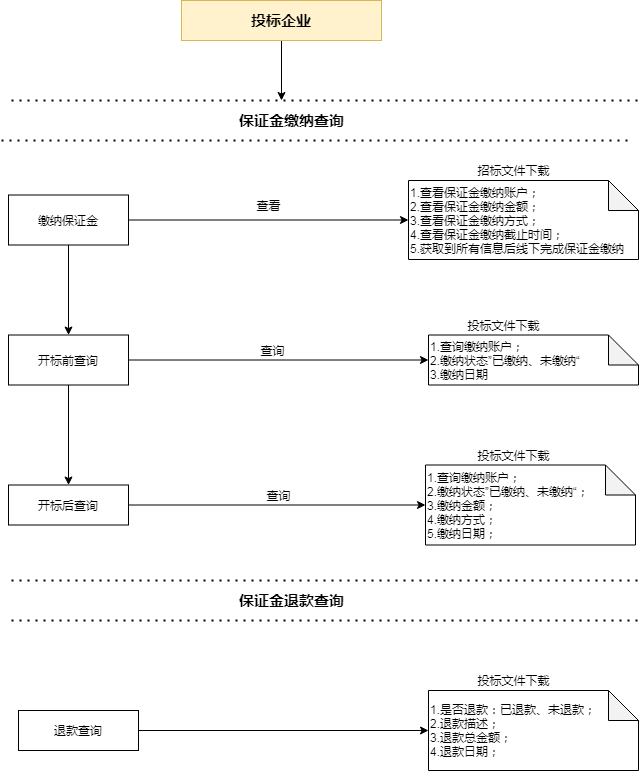 投标企业
保证金缴纳查询
招标文件下载
缴纳保证金
查看
1.查看保证金缴纳账户；
2.查看保证金缴纳金额；
3.查看保证金缴纳方式；
4.查看保证金缴纳截止时间；
5.获取到所有信息后线下完成保证金缴纳
投标文件下载
开标前查询
查询
1.查询缴纳账户；
2.缴纳状态”已缴纳、未缴纳“
3.缴纳日期
投标文件下载
开标后查询
查询
1.查询缴纳账户；
2.缴纳状态”已缴纳、未缴纳“；
3.缴纳金额；
4.缴纳方式；
5.缴纳日期；
保证金退款查询
投标文件下载
退款查询
1.是否退款：已退款、未退款；
2.退款描述；
3.退款总金额；
4.退款日期；